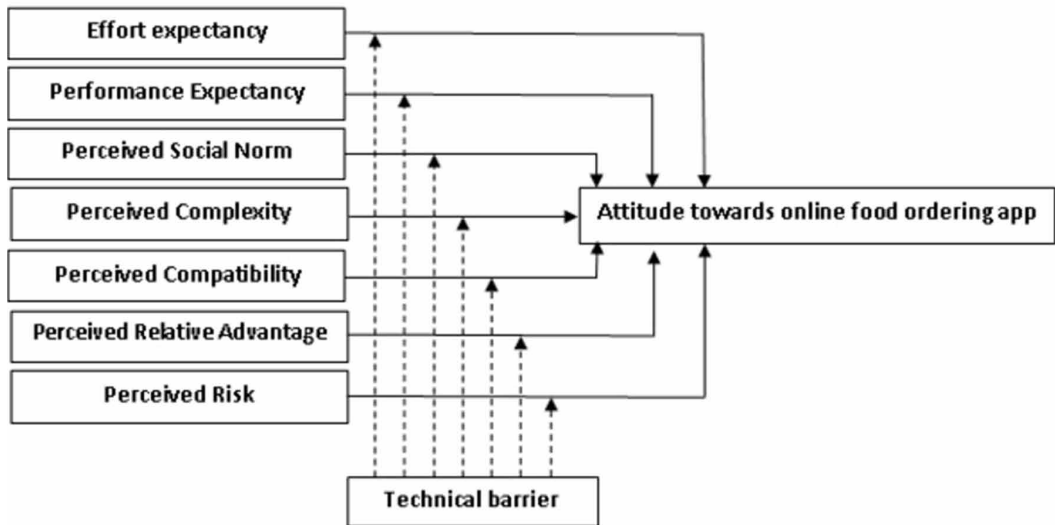 Effort expectancy
Performance Expectancy
Perceived Social Norm
Perceived Complexity
Attitude towards online food ordering app
Perceived Compatibility
Perceived Relative Advantage
Perceived Risk
Technical barrier